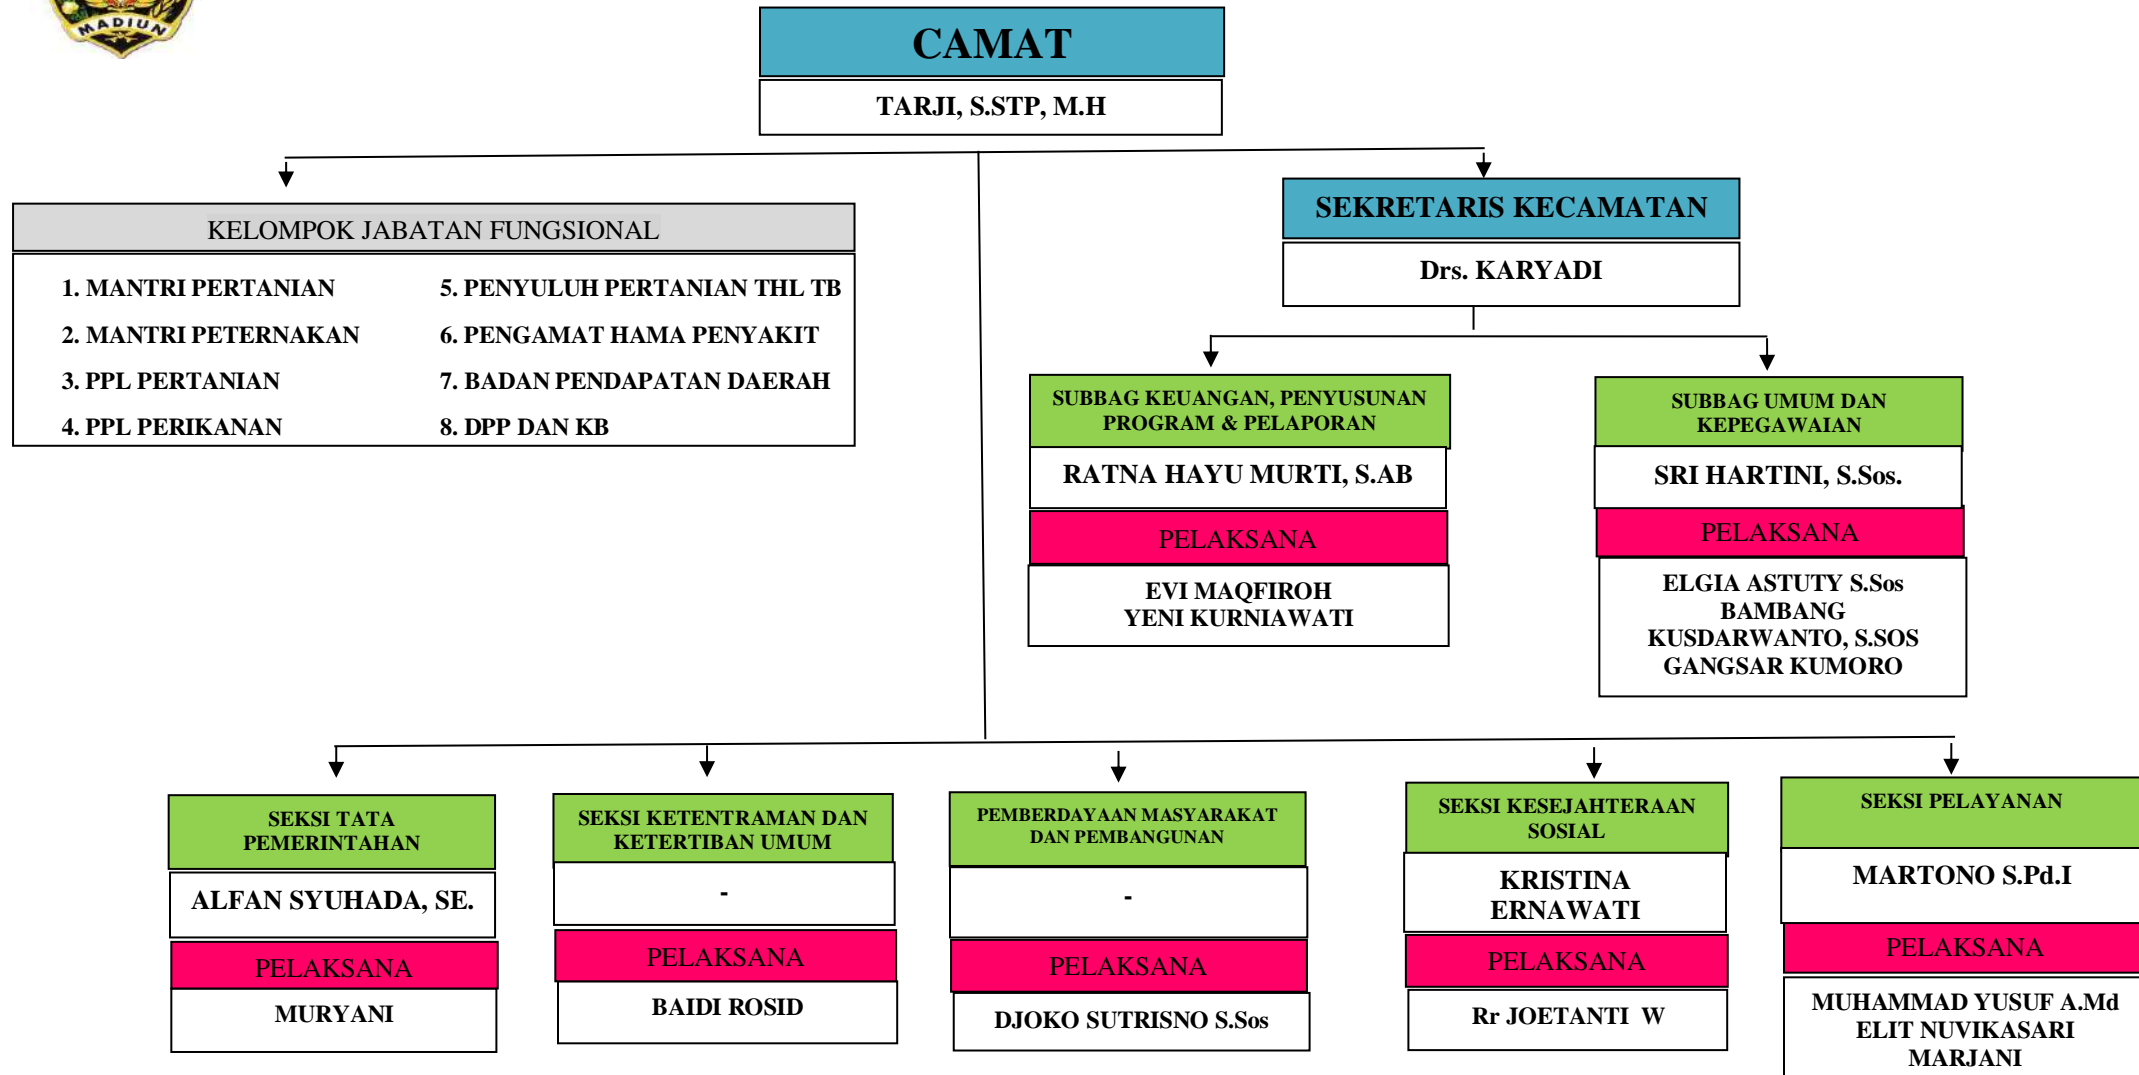 MADIUN
CAMAT
TARJI, S.STP, M.H
KELOMPOK JABATAN FUNGSIONAL
1. MANTRI PERTANIAN
2. MANTRI PETERNAKAN
3. PPL PERTANIAN
4. PPL PERIKANAN
5. PENYULUH PERTANIAN THL TB
6. PENGAMAT HAMA PENYAKIT
7. BADAN PENDAPATAN DAERAH
8. DPP DAN KB
SEKRETARIS KECAMATAN
Drs. KARYADI
SUBBAG KEUANGAN, PENYUSUNAN
PROGRAM & PELAPORAN
RATNA HAYU MURTI, S.AB
PELAKSANA
EVI MAQFIROH
YENI KURNIAWATI
SUBBAG UMUM DAN
KEPEGAWAIAN
SRI HARTINI, S.Sos.
PELAKSANA
ELGIA ASTUTY S.Sos
BAMBANG
KUSDARWANTO, S.SOS
GANGSAR KUMORO
SEKSI TATA
PEMERINTAHAN
ALFAN SYUHADA, SE.
PELAKSANA
MURYANI
SEKSI KETENTRAMAN DAN
KETERTIBAN UMUM
-
PELAKSANA
BAIDI ROSID
PEMBERDAYAAN MASYARAKAT
DAN PEMBANGUNAN
-
PELAKSANA
DJOKO SUTRISNO S.Sos
SEKSI KESEJAHTERAAN
SOSIAL
KRISTINA
ERNAWATI
PELAKSANA
Rr JOETANTI W
SEKSI PELAYANAN
MARTONO S.Pd.I
PELAKSANA
MUHAMMAD YUSUF A.Md
ELIT NUVIKASARI
MARJANI